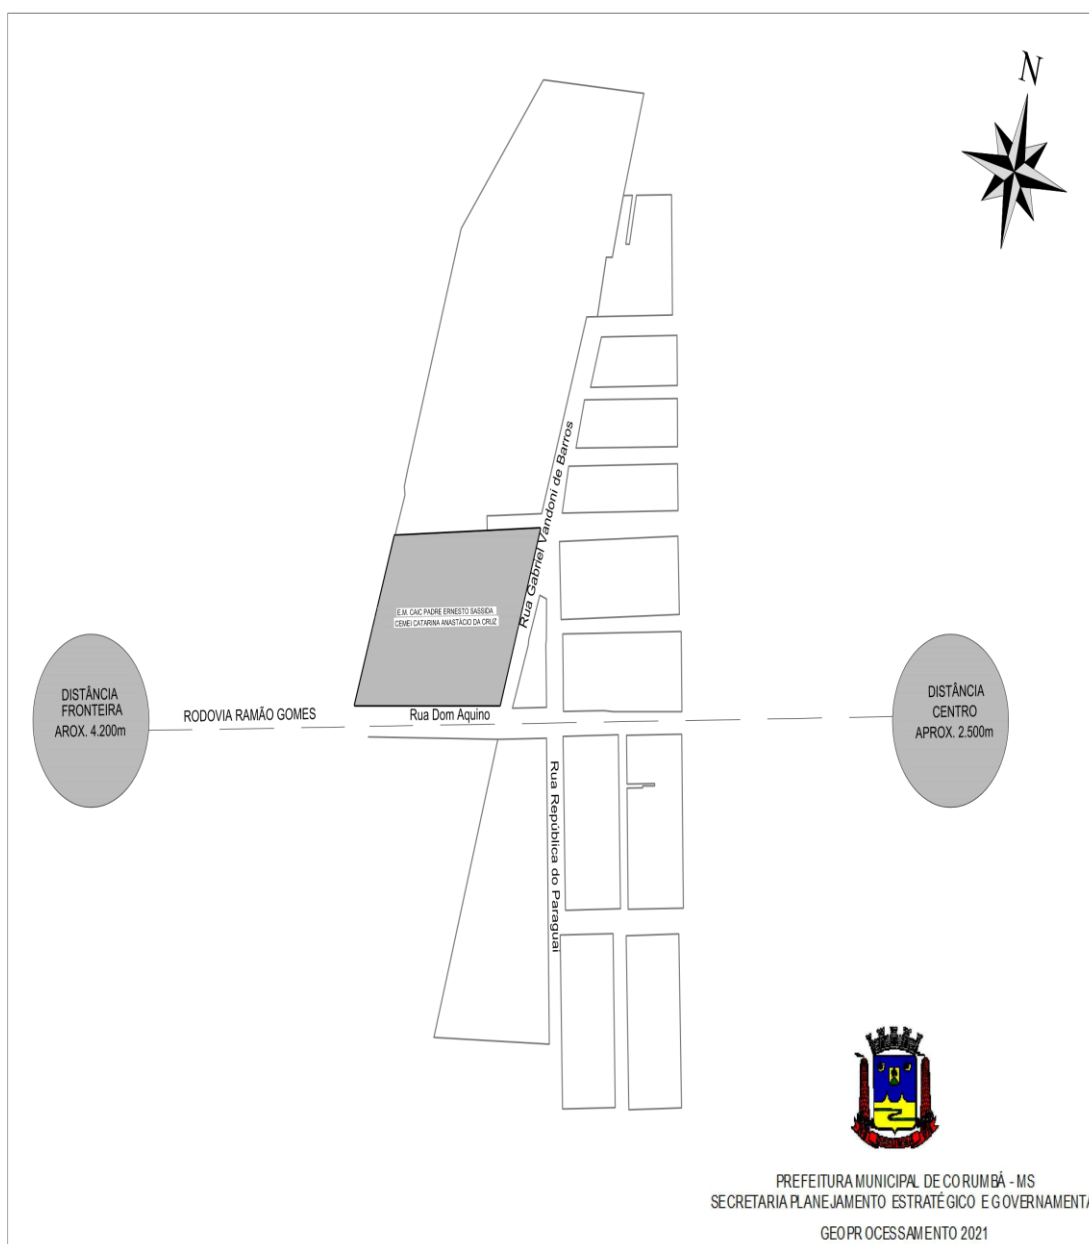 N
Rua Gabriel Vandoni de Barros
E.M. CAIC PADRE ERNESTO SASSIDA
CEMEI CATARINA ANASTÁCIO DA CRUZ
DISTÂNCIA
FRONTEIRA
AROX. 4.200m
RODOVIA RAMÃO GOMES
Rua Dom Aquino
DISTÂNCIA
CENTRO
APROX. 2.500m
Rua República do Paraguai
PREFEITURA MUNICIPAL DE CORUMBÁ - MS
SECRETARIA PLANEJAMENTO ESTRATÉGICO E GOVERNAMENTA
GEOPROCESSAMENTO 2021